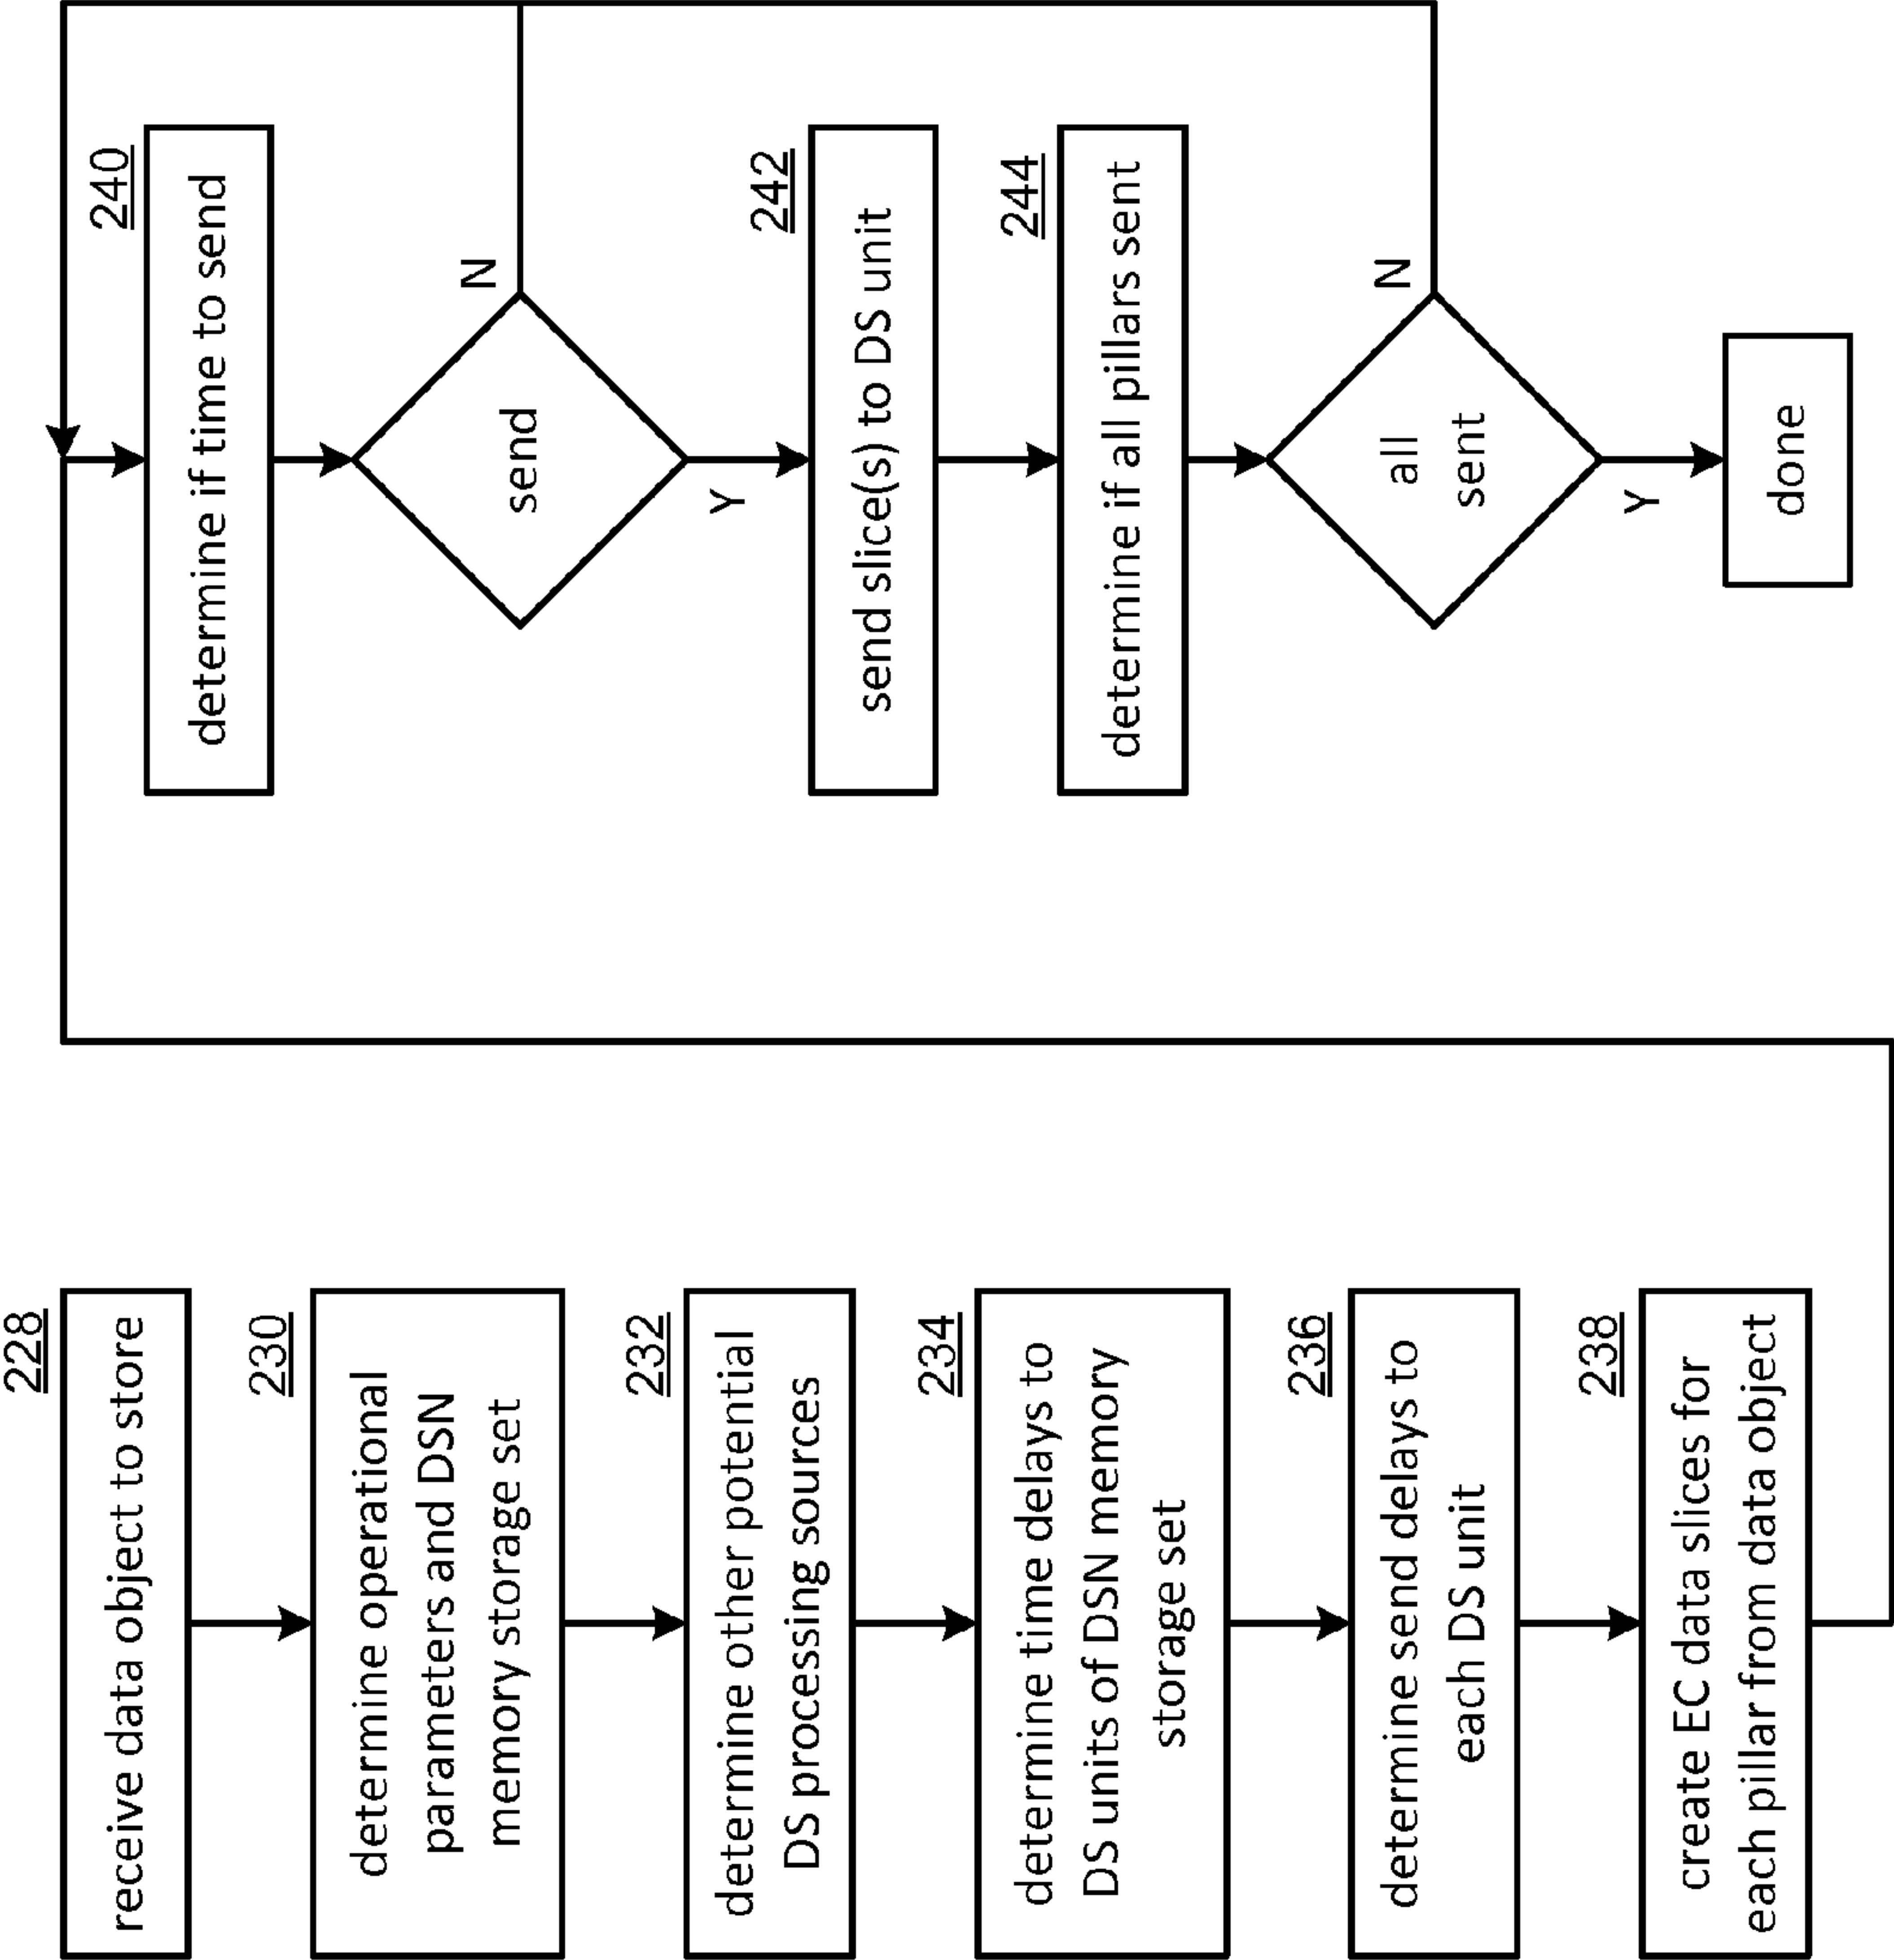 228
receive data object to store
230
determine operational
parameters and DSN
memory storage set
232
determine other potential
DS processing sources
234
determine time delays to
DS units of DSN memory
storage set
236
determine send delays to
each DS unit
238
create EC data slices for
each pillar from data object
240
determine if time to send
send
N
Y
242
send slice(s) to DS unit
244
determine if all pillars sent
all
sent
N
Y
done